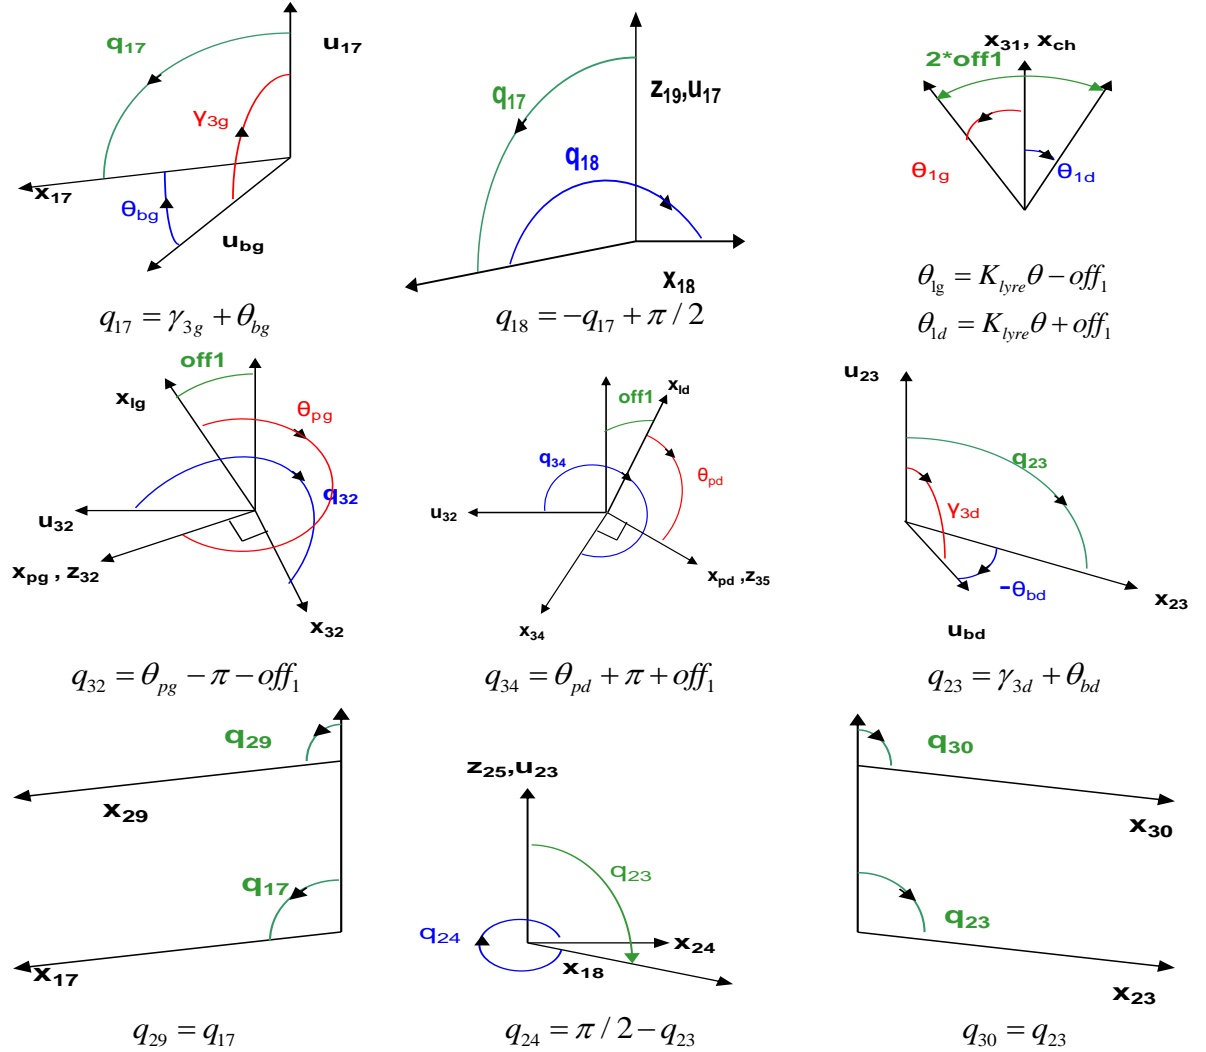 q17
u17
γ3g
x17
θbg
ubg
q17 = γ3g + θbg
z19,u17
q17
q18
x18
q18 = −q17 + π / 2
x31, xch
2*off1
θ1g
θ1d
θ1g = Klyre θ − off1
θ1d = Klyre θ + off1
off1
xlg
θpg
q32
u32
xpg , z32
x32
q32 = θpg − π − off1
xld
off1
q34
θpd
u32
xpd ,z35
x34
q34 = θpd + π + off1
u23
q23
γ3d
-θbd
x23
ubd
q23 = γ3d + θbd
q29
x29
q17
x17
q29 = q17
z25,u23
q23
q24
x24
x18
q24 = π / 2 − q23
q30
x30
q23
x23
q30 = q23